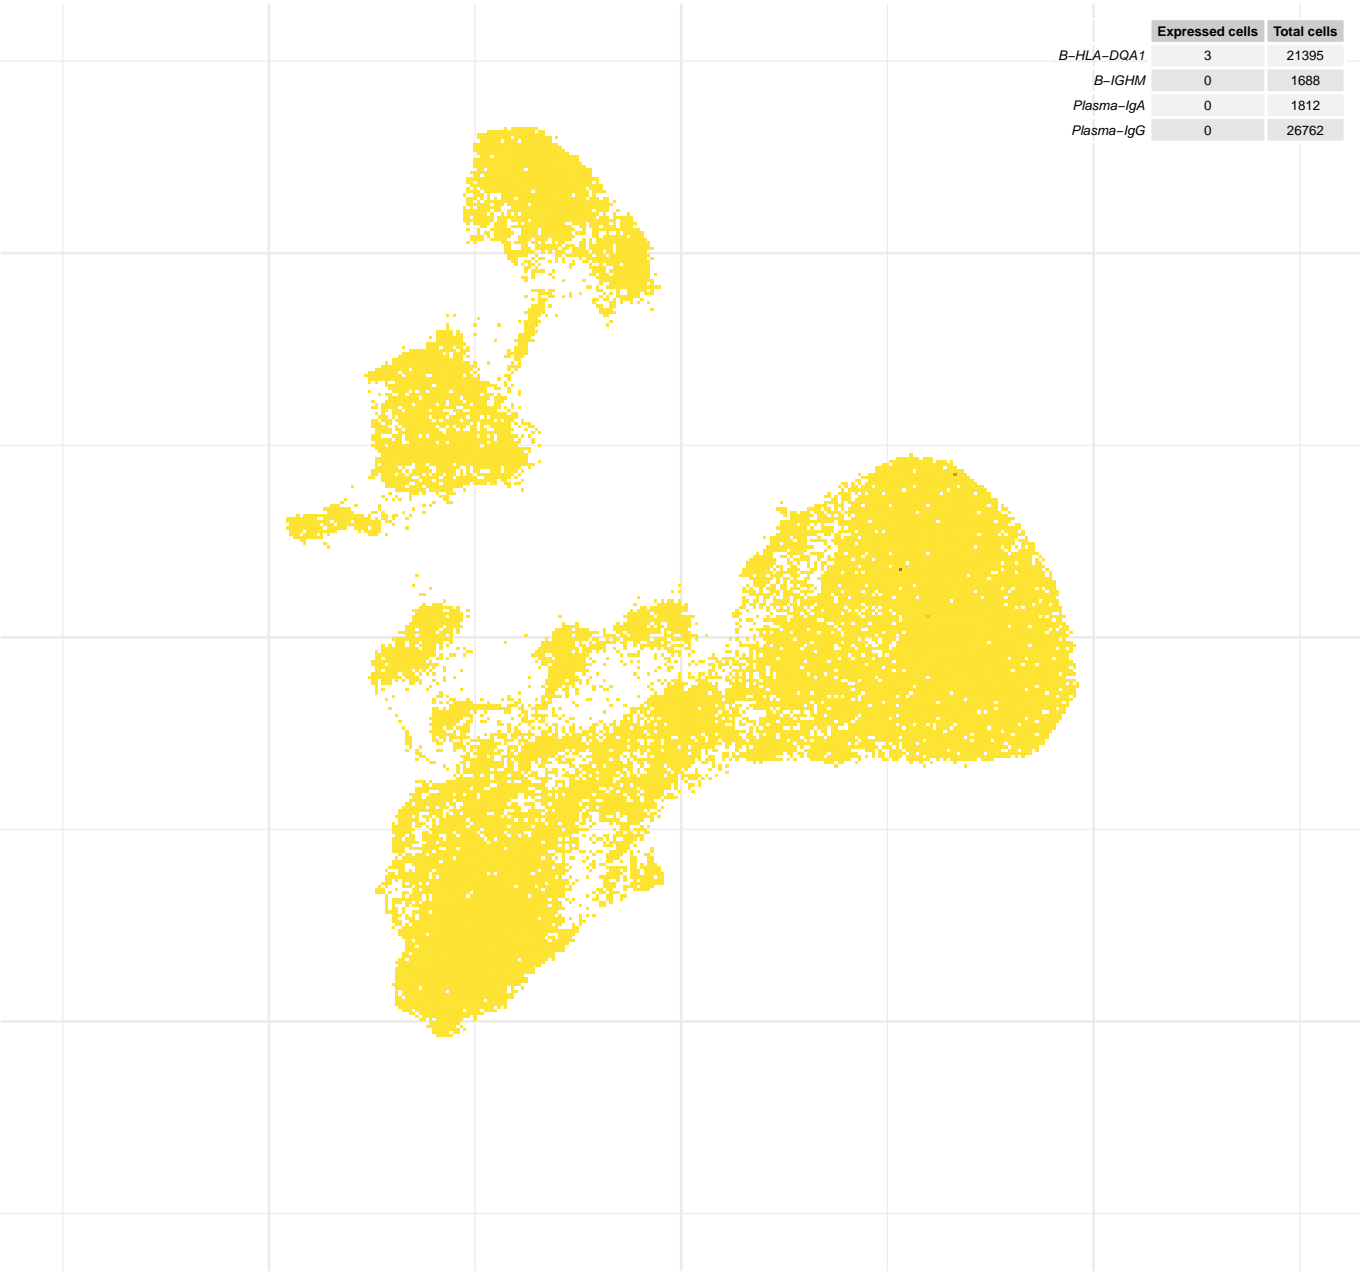 Expressed cells Total cells
B−HLA−DQA1 3 21395
B−IGHM 0 1688
Plasma−IgA 0 1812
Plasma−IgG 0 26762